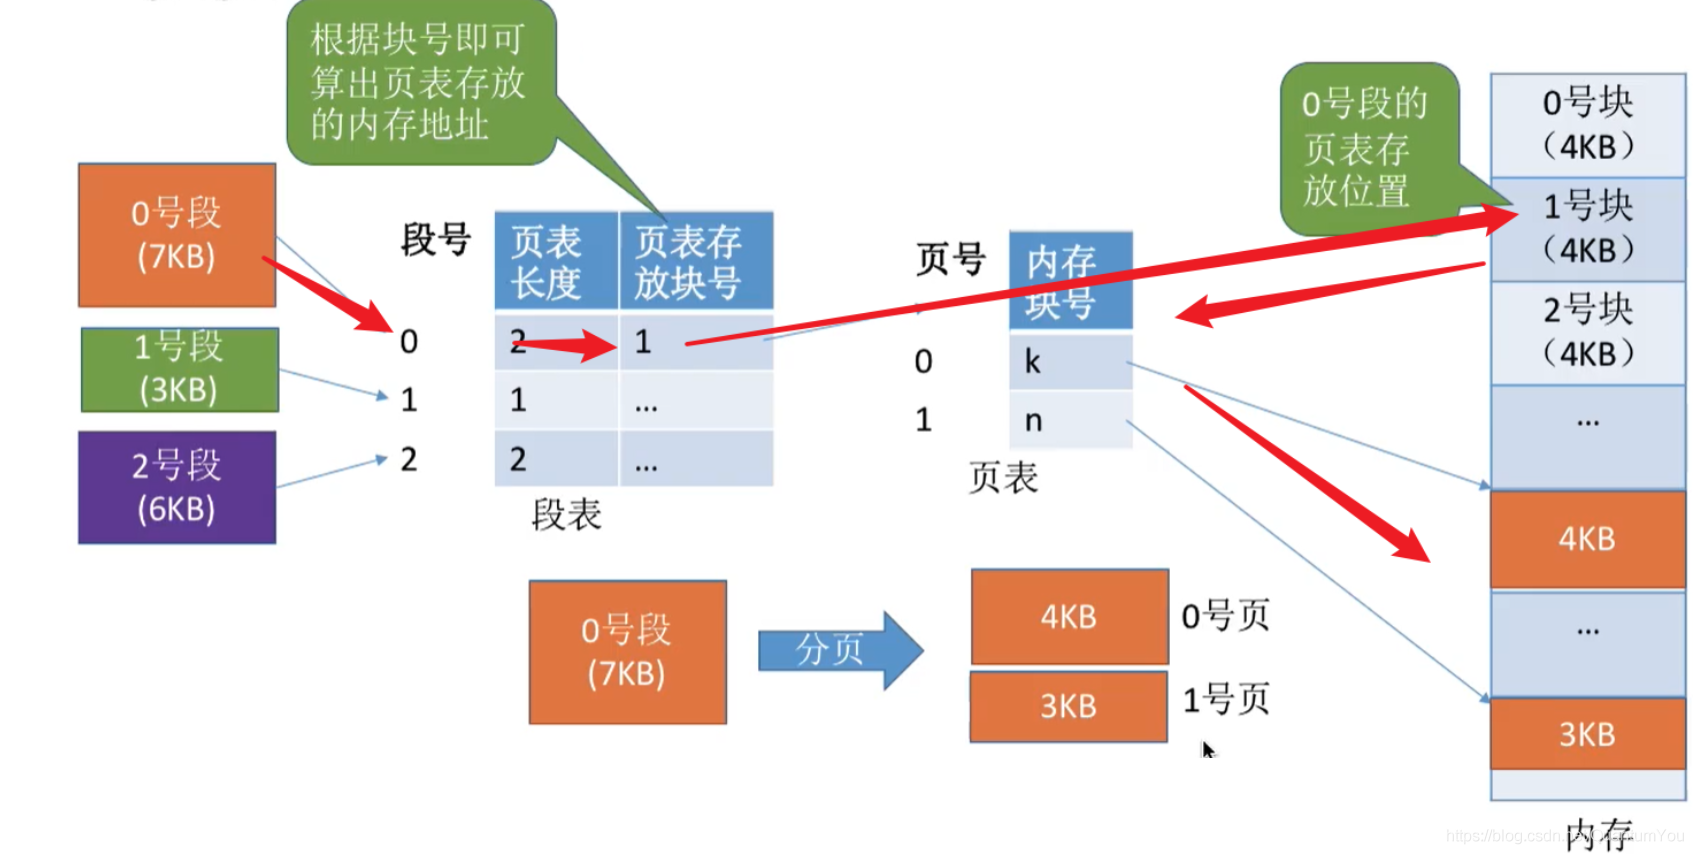 根据块号即可
算出页表存放
的内存地址
0号段的
页表存
放位置
0号块
（4KB）
1号块
（4KB）
2号块
（4KB）
...
4KB
...
3KB
内存
0号段
(7KB)
1号段
(3KB)
2号段
(6KB)
段号
页表
长度
页表存
放块号
0
2
1
1
1
...
2
2
...
段表
页号
内存
块号
0
k
1
n
页表
0号段
(7KB)
分页
4KB
0号页
3KB
1号页